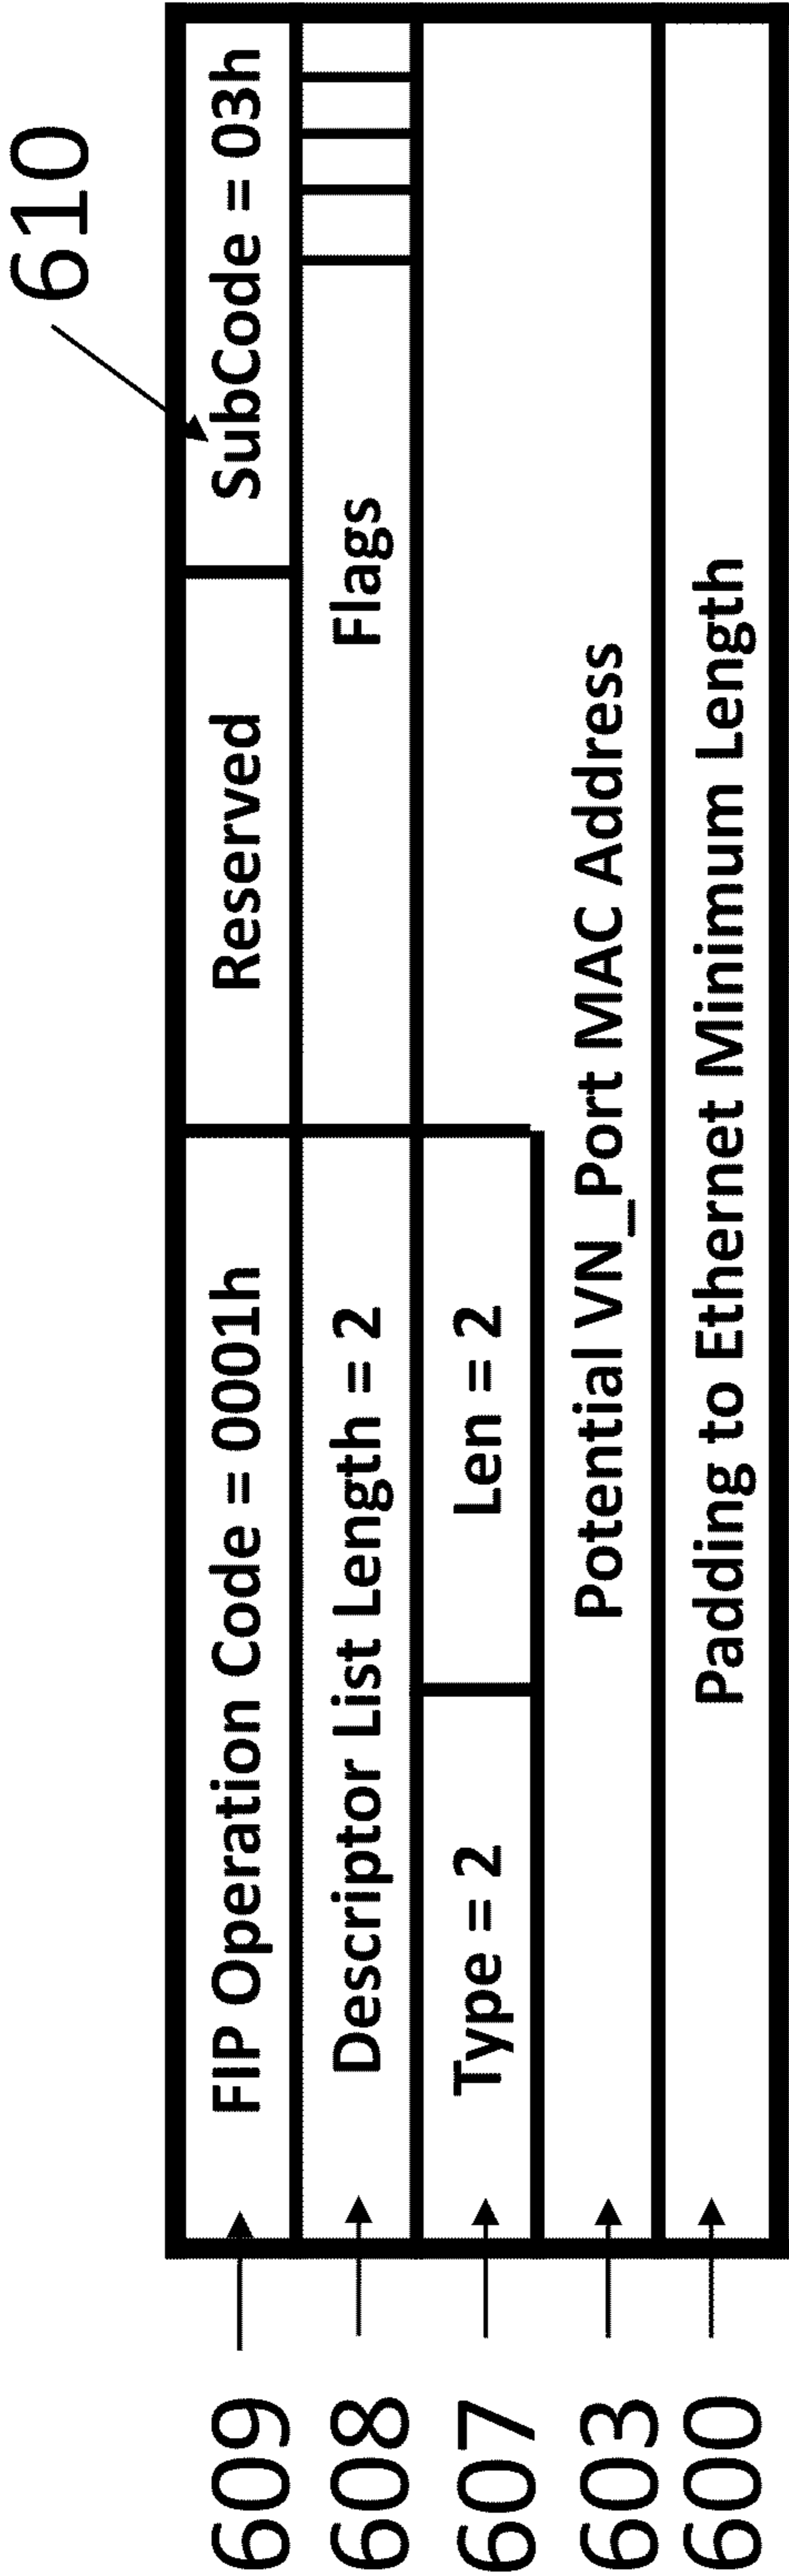 610
609 FIP Operation Code = 0001h Reserved SubCode = 03h
608 Descriptor List Length = 2 Flags
607 Type = 2 Len = 2
603 Potential VN_Port MAC Address
600 Padding to Ethernet Minimum Length